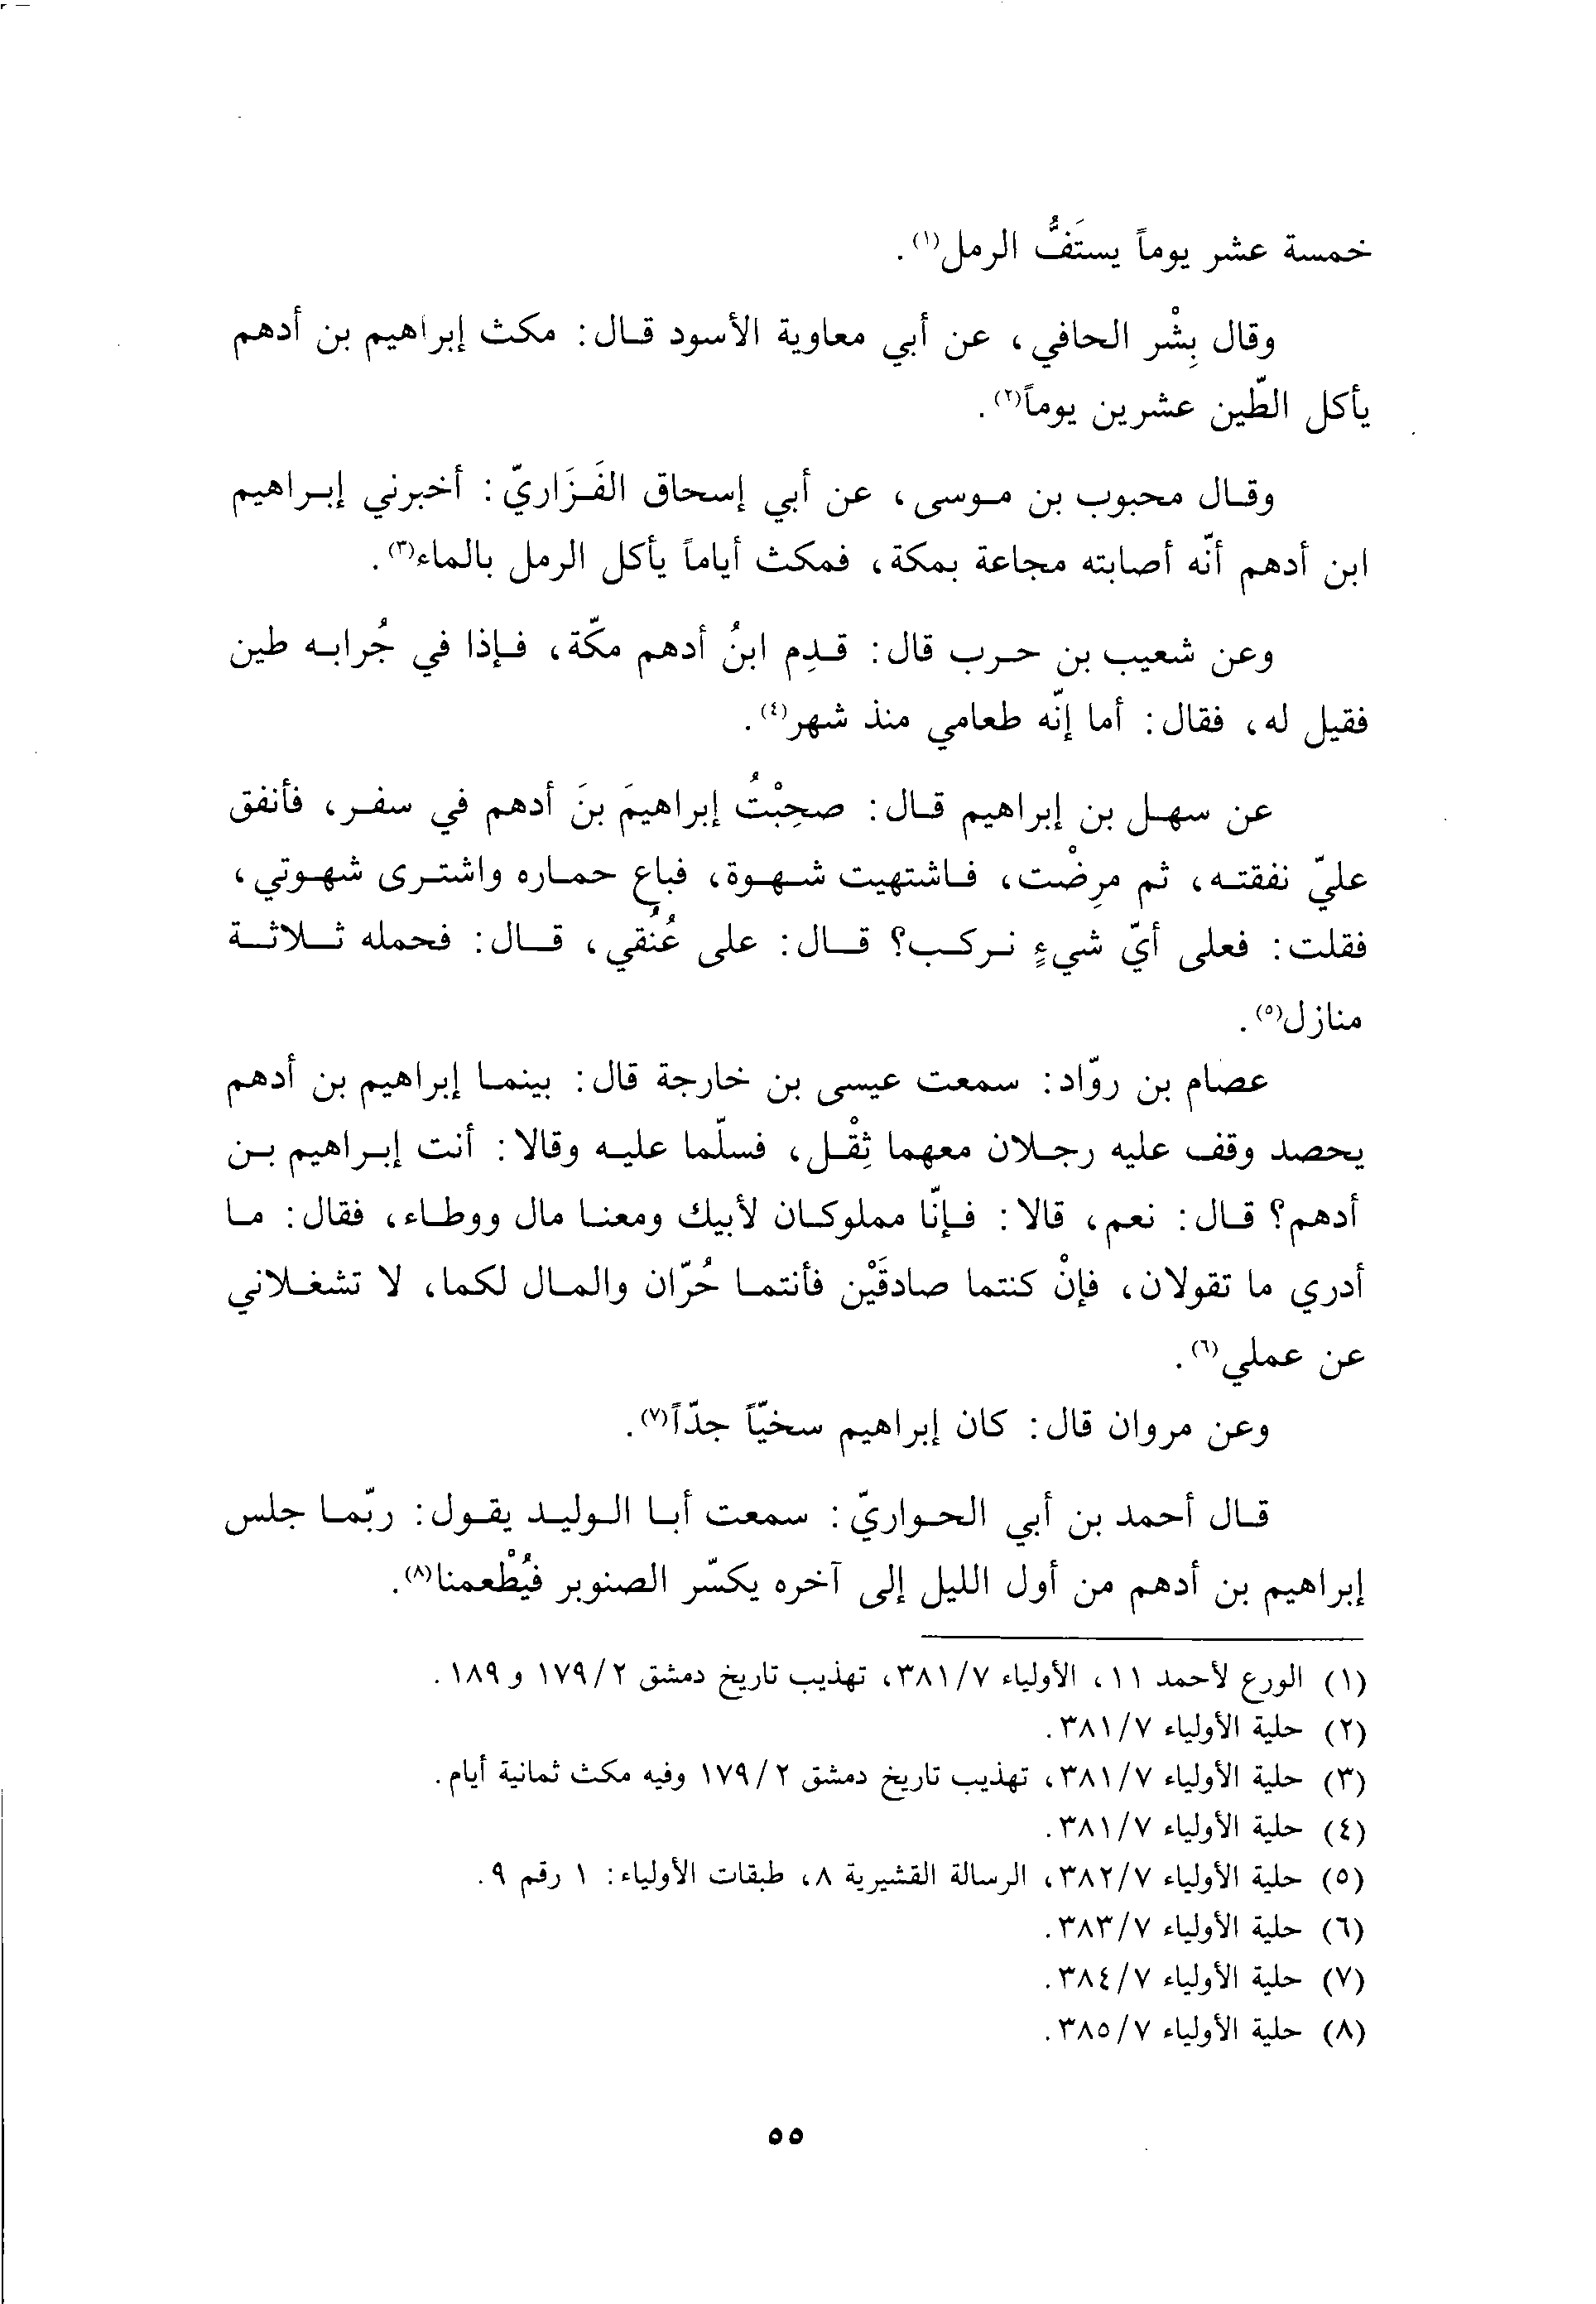 خمسة عشر يوماً يستَفُّ الرمل(١).
وقال بِشْر الحافي، عن أبي معاوية الأسود قال: مكث إبراهيم بن أدهم
يأكل الطّين عشرين يوماً(٢).
وقال محبوب بن موسى، عن أبي إسحاق الفَزَاريّ: أخبرني إبراهيم
ابن أدهم أنّه أصابته مجاعة بمكة، فمكث أياماً يأكل الرمل بالماء(٣).
وعن شعيب بن حرب قال: قدِم ابنُ أدهم مكّة، فإذا في جُرابه طين
فقيل له، فقال: أما إنّه طعامي منذ شهر(٤).
عن سهل بن إبراهيم قال: صحِبْتُ إبراهيمَ بنَ أدهم في سفر، فأنفق
عليّ نفقته، ثم مرِضْت، فاشتهيت شهوة، فباع حماره واشترى شهوتي،
فقلت: فعلى أيّ شيءٍ نركب؟ قال: على عُنُقي، قال: فحمله ثلاثة
منازل(٥).
عصام بن روّاد: سمعت عيسى بن خارجة قال: بينما إبراهيم بن أدهم
يحصد وقف عليه رجلان معهما ثِقْل، فسلّما عليه وقالا: أنت إبراهيم بن
أدهم؟ قال: نعم، قالا: فإنّا مملوكان لأبيك ومعنا مال ووطاء، فقال: ما
أدري ما تقولان، فإنْ كنتما صادقَيْن فأنتما حُرّان والمال لكما، لا تشغلاني
عن عملي(٦).
وعن مروان قال: كان إبراهيم سخيّاً جدّاً(٧).
قال أحمد بن أبي الحواريّ: سمعت أبا الوليد يقول: ربّما جلس
إبراهيم بن أدهم من أول الليل إلى آخره يكسّر الصنوبر فيُطْعمنا(٨).
(١) الورع لأحمد ١١، الأولياء ٣٨١/٧، تهذيب تاريخ دمشق ١٧٩/٢ و ١٨٩.
(٢) حلية الأولياء ٣٨١/٧.
(٣) حلية الأولياء ٣٨١/٧، تهذيب تاريخ دمشق ١٧٩/٢ وفيه مكث ثمانية أيام.
(٤) حلية الأولياء ٣٨١/٧.
(٥) حلية الأولياء ٣٨٢/٧، الرسالة القشيرية ٨، طبقات الأولياء: ١ رقم ٩.
(٦) حلية الأولياء ٣٨٣/٧.
(٧) حلية الأولياء ٣٨٤/٧.
(٨) حلية الأولياء ٣٨٥/٧.
٥٥